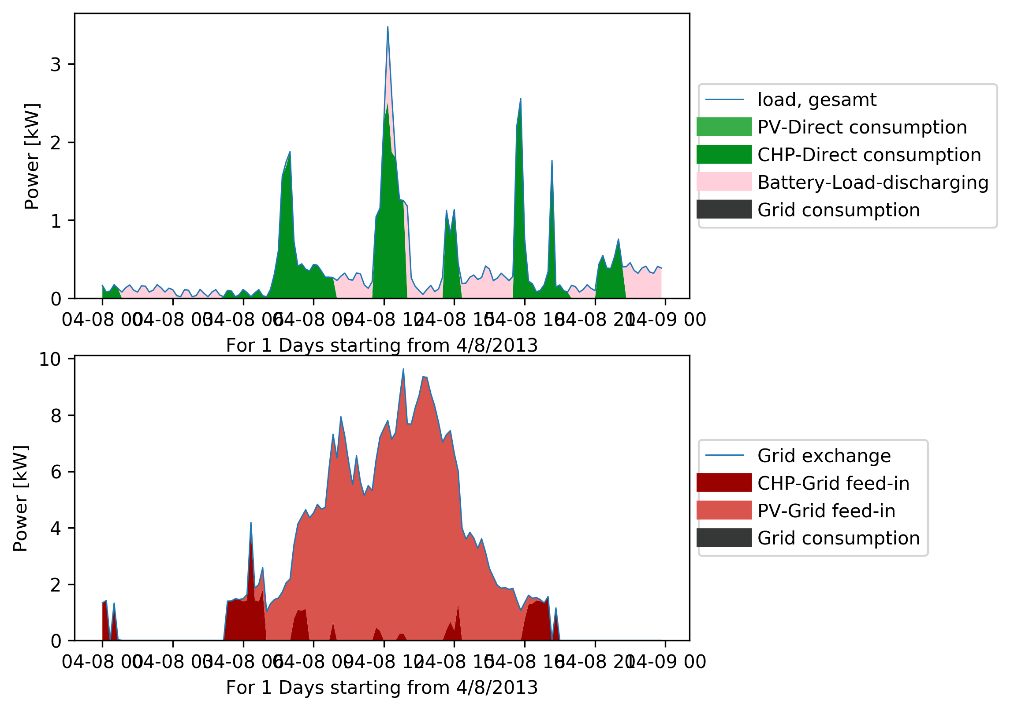 3
2
1
0
Power [kW]
04-08 00 04-08 03 04-08 06 04-08 09 04-08 12 04-08 15 04-08 18 04-08 21 04-09 00
For 1 Days starting from 4/8/2013
load, gesamt
PV-Direct consumption
CHP-Direct consumption
Battery-Load-discharging
Grid consumption
10
8
6
4
2
0
Power [kW]
04-08 00 04-08 03 04-08 06 04-08 09 04-08 12 04-08 15 04-08 18 04-08 21 04-09 00
For 1 Days starting from 4/8/2013
Grid exchange
CHP-Grid feed-in
PV-Grid feed-in
Grid consumption